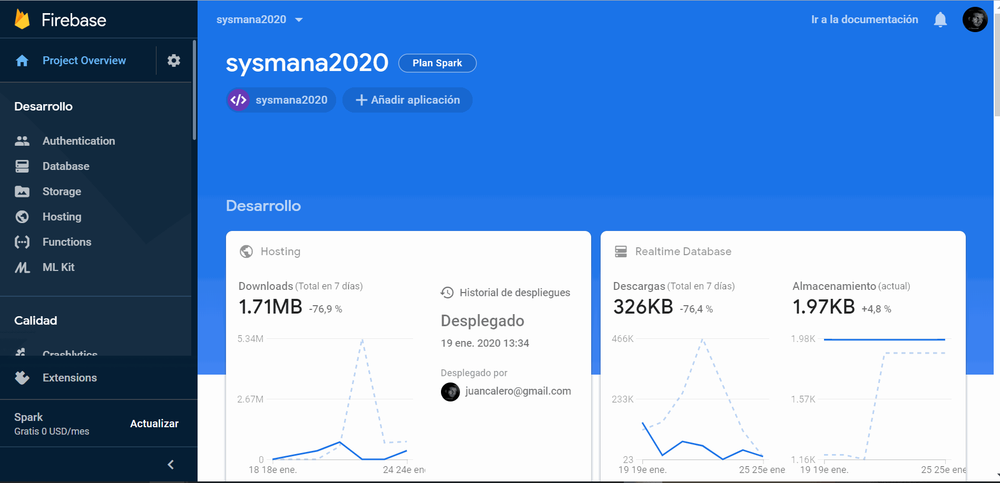 Firebase
Project Overview
Desarrollo
Authentication
Database
Storage
Hosting
Functions
ML Kit
Calidad
Crashlytics
Extensions
Spark
Gratis 0 USD/mes
Actualizar
sysmana2020
Ir a la documentación
sysmana2020 Plan Spark
</> sysmana2020
+ Añadir aplicación
Desarrollo
Hosting
Downloads (Total en 7 días)
1.71MB -76,9 %
5.34M
2.67M
0
18 18e ene.
24 24e en
Historial de despliegues
Desplegado
19 ene. 2020 13:34
Desplegado por
juancalero@gmail.com
Realtime Database
Descargas (Total en 7 días)
326KB -76,4 %
466K
233K
23
19 19e ene.
25 25e ene
Almacenamiento (actual)
1.97KB +4,8 %
1.98K
1.57K
1.16K
19 19e ene.
25 25e ene